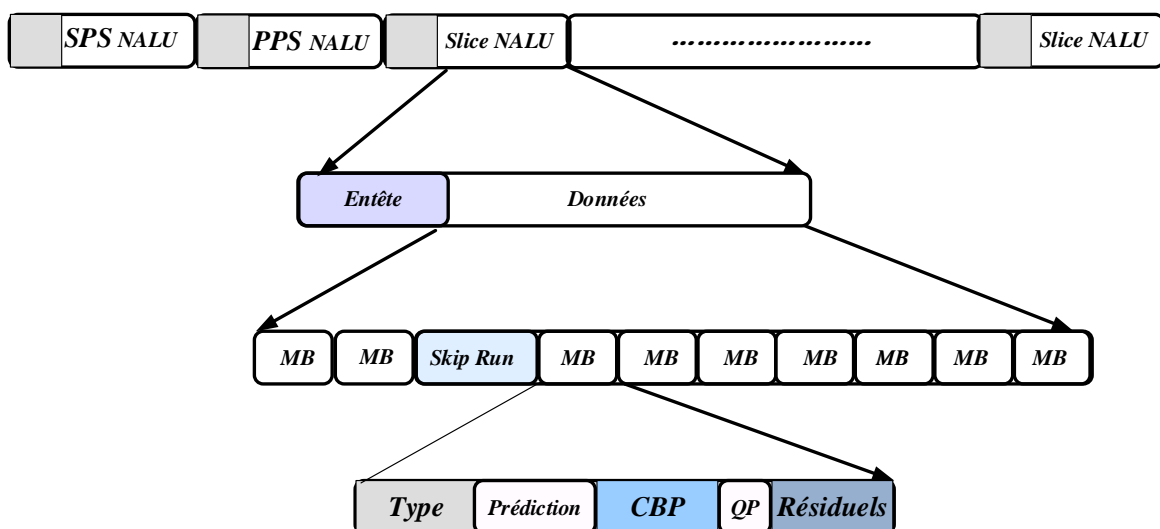 SPS NALU PPS NALU Slice NALU ........................ Slice NALU
Entête Données
MB MB Skip Run MB MB MB MB MB MB MB
Type Prédiction CBP QP Résiduels